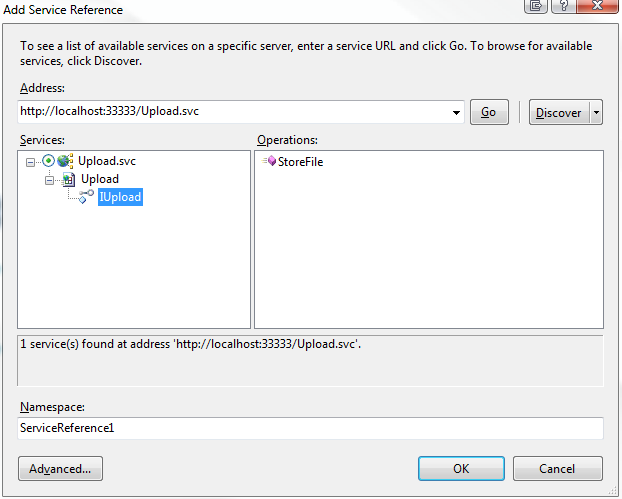 Add Service Reference
To see a list of available services on a specific server, enter a service URL and click Go. To browse for available
services, click Discover.
Address:
http://localhost:33333/Upload.svc
Go
Discover
Services:
Operations:
Upload.svc
StoreFile
Upload
IUpload
1 service(s) found at address 'http://localhost:33333/Upload.svc'.
Namespace:
ServiceReference1
Advanced...
OK
Cancel